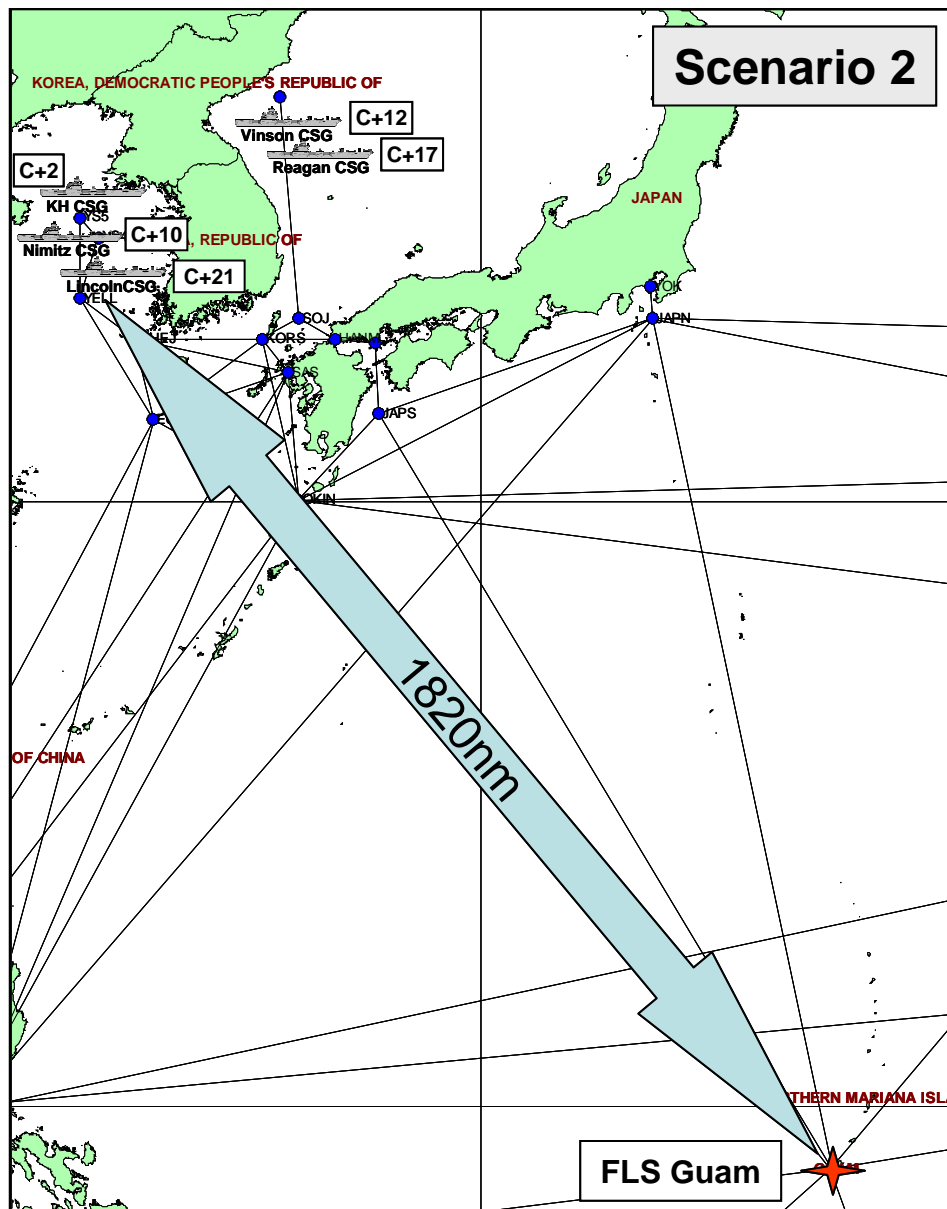 Scenario 2
KOREA, DEMOCRATIC PEOPLE'S REPUBLIC OF
C+12
Vinson CSG
C+17
Reagan CSG
C+2
KH CSG
JAPAN
YS5
C+10
, REPUBLIC OF
Nimitz CSG
C+21
LincolnCSG
YELL
YOK
SOJ
JAPN
KORS
SAS
JAPS
OKIN
1820nm
OF CHINA
THERN MARIANA ISLA
FLS Guam